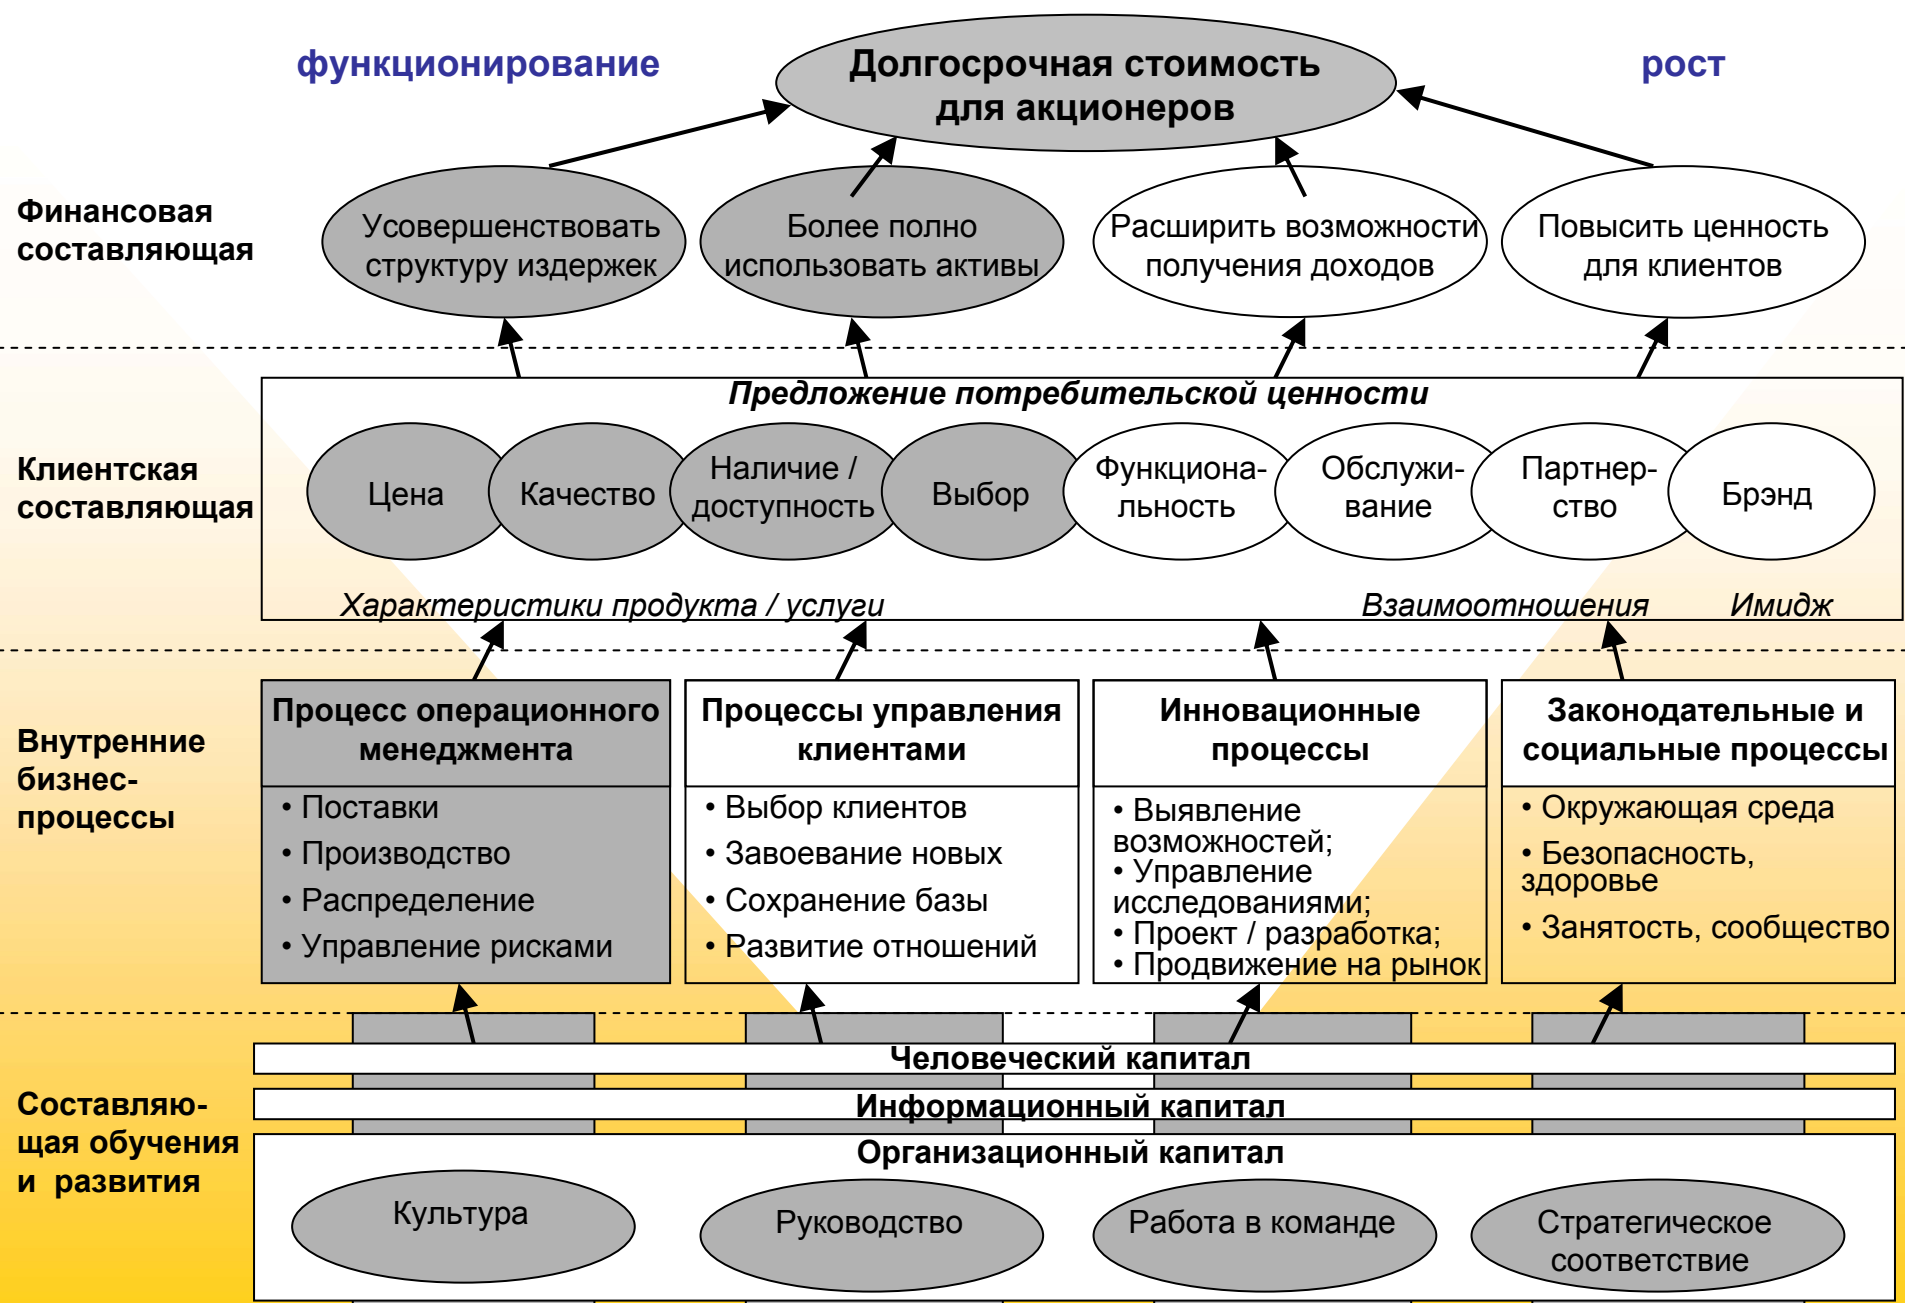 функционирование
Долгосрочная стоимость
для акционеров
рост
Финансовая
составляющая
Усовершенствовать
структуру издержек
Более полно
использовать активы
Расширить возможности
получения доходов
Повысить ценность
для клиентов
Предложение потребительской ценности
Клиентская
составляющая
Цена
Качество
Наличие /
доступность
Выбор
Функциона-
льность
Обслужи-
вание
Партнер-
ство
Брэнд
Характеристики продукта / услуги
Взаимоотношения
Имидж
Внутренние
бизнес-
процессы
Процесс операционного
менеджмента
• Поставки
• Производство
• Распределение
• Управление рисками
Процессы управления
клиентами
• Выбор клиентов
• Завоевание новых
• Сохранение базы
• Развитие отношений
Инновационные
процессы
• Выявление
возможностей;
• Управление
исследованиями;
• Проект / разработка;
• Продвижение на рынок
Законодательные и
социальные процессы
• Окружающая среда
• Безопасность,
здоровье
• Занятость, сообщество
Составляю-
щая обучения
и развития
Человеческий капитал
Информационный капитал
Организационный капитал
Культура
Руководство
Работа в команде
Стратегическое
соответствие